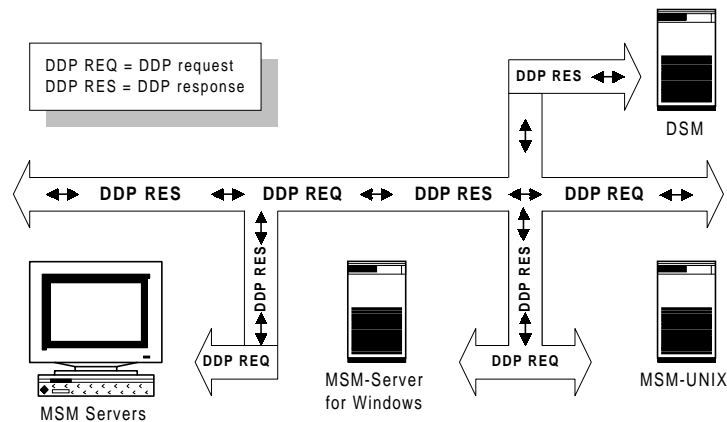 DDP REQ = DDP request
DDP RES = DDP response
DDP RES
DSM
DDP RES
DDP REQ
DDP RES
DDP REQ
DDP RES
DDP RES
DDP REQ
DDP REQ
MSM Servers
MSM-Server
for Windows
MSM-UNIX